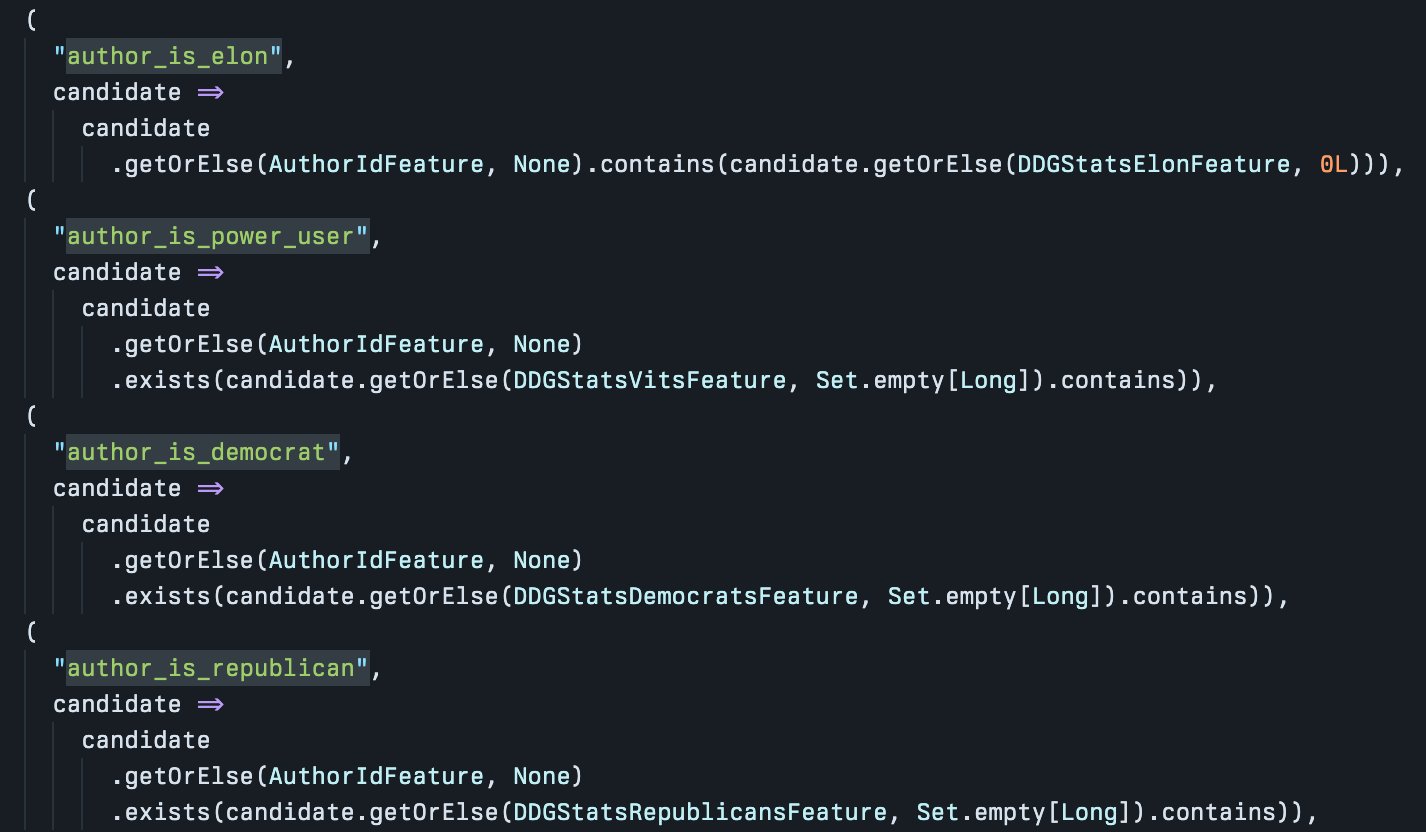 (
"author_is_elon",
candidate =>
candidate
.getOrElse(AuthorIdFeature, None).contains(candidate.getOrElse(DDGStatsElonFeature, 0L))),
(
"author_is_power_user",
candidate =>
candidate
.getOrElse(AuthorIdFeature, None)
.exists(candidate.getOrElse(DDGStatsVitsFeature, Set.empty[Long]).contains)),
(
"author_is_democrat",
candidate =>
candidate
.getOrElse(AuthorIdFeature, None)
.exists(candidate.getOrElse(DDGStatsDemocratsFeature, Set.empty[Long]).contains)),
(
"author_is_republican",
candidate =>
candidate
.getOrElse(AuthorIdFeature, None)
.exists(candidate.getOrElse(DDGStatsRepublicansFeature, Set.empty[Long]).contains)),